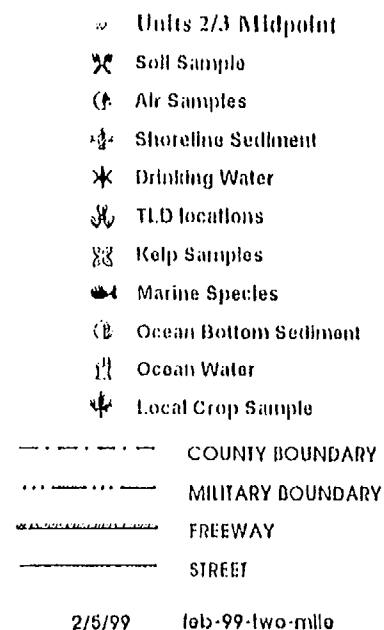 Units 2/3 Midpoint
Soil Sample
Air Samples
Shoreline Sediment
Drinking Water
TLD locations
Kelp Samples
Marine Species
Ocean Bottom Sediment
Ocean Water
Local Crop Sample
COUNTY BOUNDARY
MILITARY BOUNDARY
FREEWAY
STREET
2/5/99 feb-99-two-mile